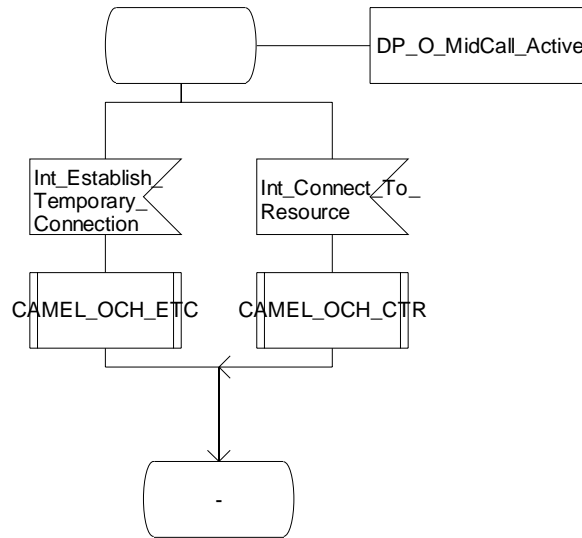 DP_O_MidCall_Active
Int_Establish_
Temporary_
Connection
Int_Connect_To_
Resource
CAMEL_OCH_ETC
CAMEL_OCH_CTR
-